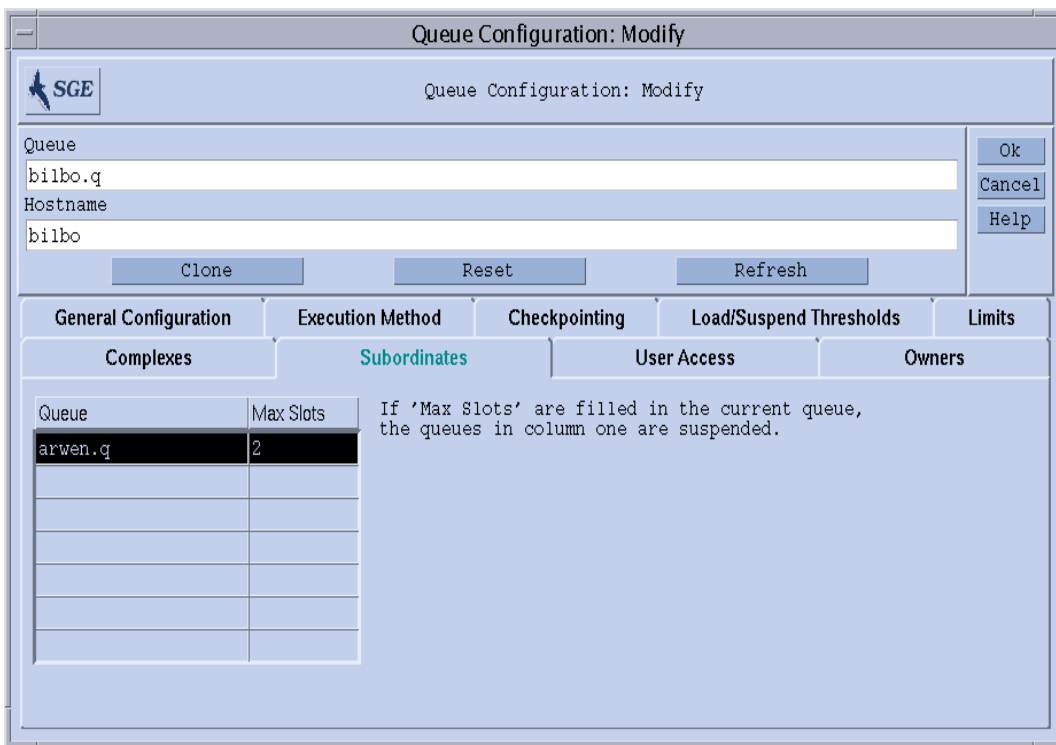 Queue Configuration: Modify
SGE
Queue Configuration: Modify
Queue
bilbo.q
Hostname
bilbo
Clone Reset Refresh
Ok
Cancel
Help
General Configuration Execution Method Checkpointing Load/Suspend Thresholds Limits
Complexes Subordinates User Access Owners
Queue Max Slots
arwen.q 2
If 'Max Slots' are filled in the current queue,
the queues in column one are suspended.